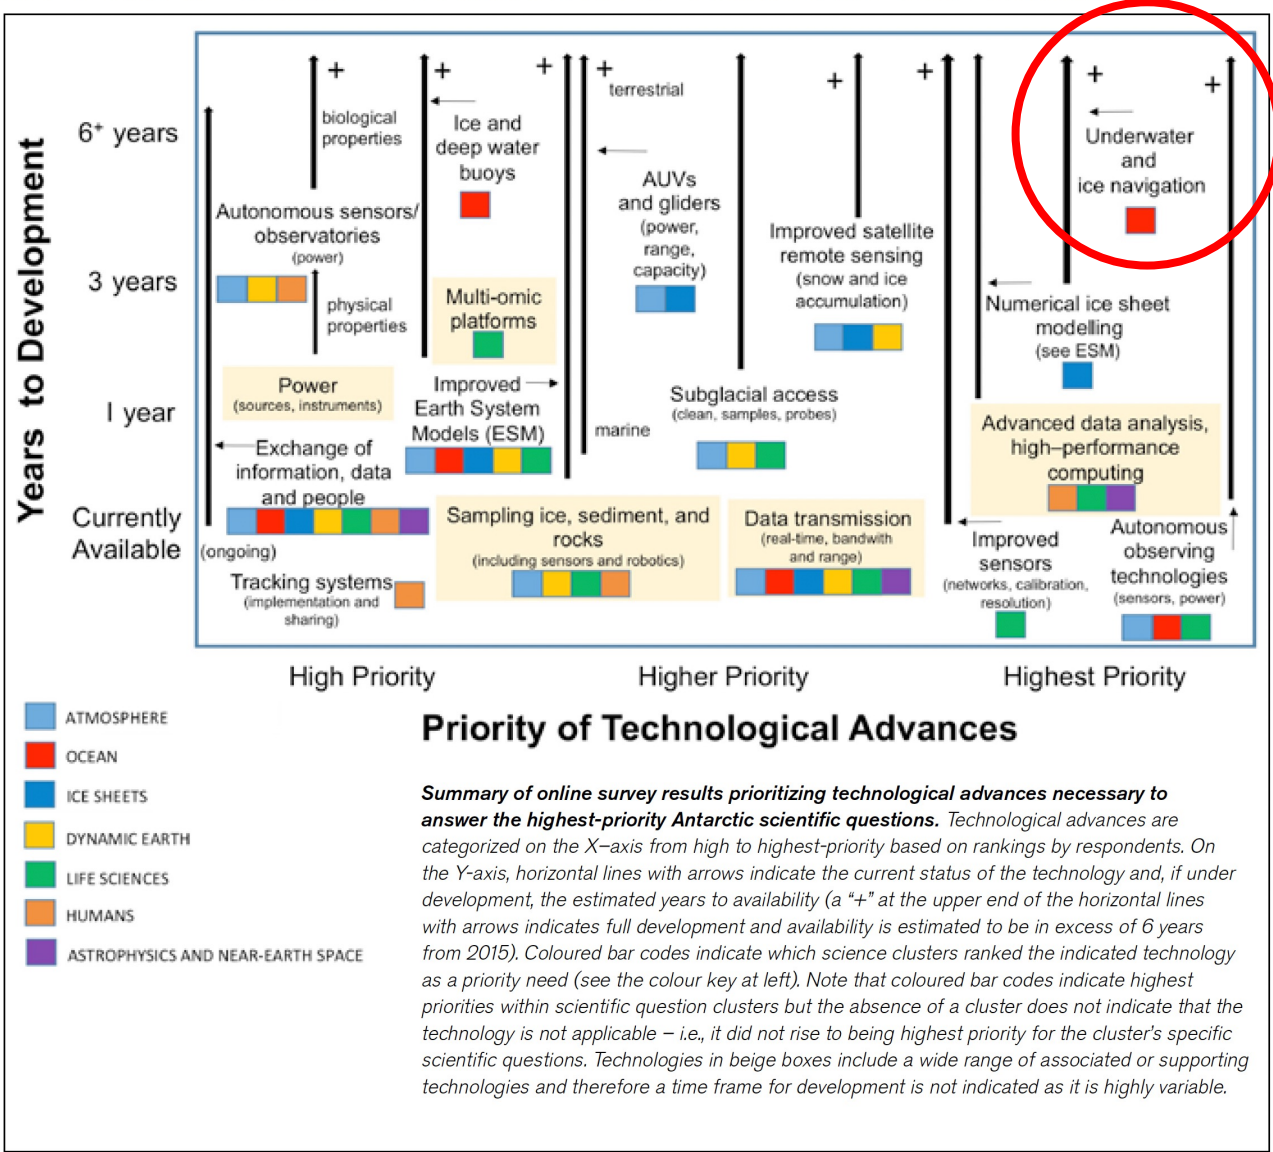 Years to Development
6+ years
3 years
1 year
Currently
Available
+
biological
properties
Autonomous sensors/
observatories
(power)
physical
properties
Power
(sources, instruments)
Exchange of
information, data
and people
(ongoing)
Tracking systems
(implementation and
sharing)
+
Ice and
deep water
buoys
Multi-omic
platforms
Improved
Earth System
Models (ESM)
Sampling ice, sediment, and
rocks
(including sensors and robotics)
+
+
terrestrial
AUVs
and gliders
(power,
range,
capacity)
marine
Subglacial access
(clean, samples, probes)
+
Improved satellite
remote sensing
(snow and ice
accumulation)
Data transmission
(real-time, bandwith
and range)
+
+
Underwater
and
ice navigation
+
Numerical ice sheet
modelling
(see ESM)
Advanced data analysis,
high–performance
computing
Improved
sensors
(networks, calibration,
resolution)
Autonomous
observing
technologies
(sensors, power)
High Priority
Higher Priority
Highest Priority
Priority of Technological Advances
ATMOSPHERE
OCEAN
ICE SHEETS
DYNAMIC EARTH
LIFE SCIENCES
HUMANS
ASTROPHYSICS AND NEAR-EARTH SPACE
Summary of online survey results prioritizing technological advances necessary to
answer the highest-priority Antarctic scientific questions. Technological advances are
categorized on the X–axis from high to highest-priority based on rankings by respondents. On
the Y-axis, horizontal lines with arrows indicate the current status of the technology and, if under
development, the estimated years to availability (a “+” at the upper end of the horizontal lines
with arrows indicates full development and availability is estimated to be in excess of 6 years
from 2015). Coloured bar codes indicate which science clusters ranked the indicated technology
as a priority need (see the colour key at left). Note that coloured bar codes indicate highest
priorities within scientific question clusters but the absence of a cluster does not indicate that the
technology is not applicable – i.e., it did not rise to being highest priority for the cluster’s specific
scientific questions. Technologies in beige boxes include a wide range of associated or supporting
technologies and therefore a time frame for development is not indicated as it is highly variable.